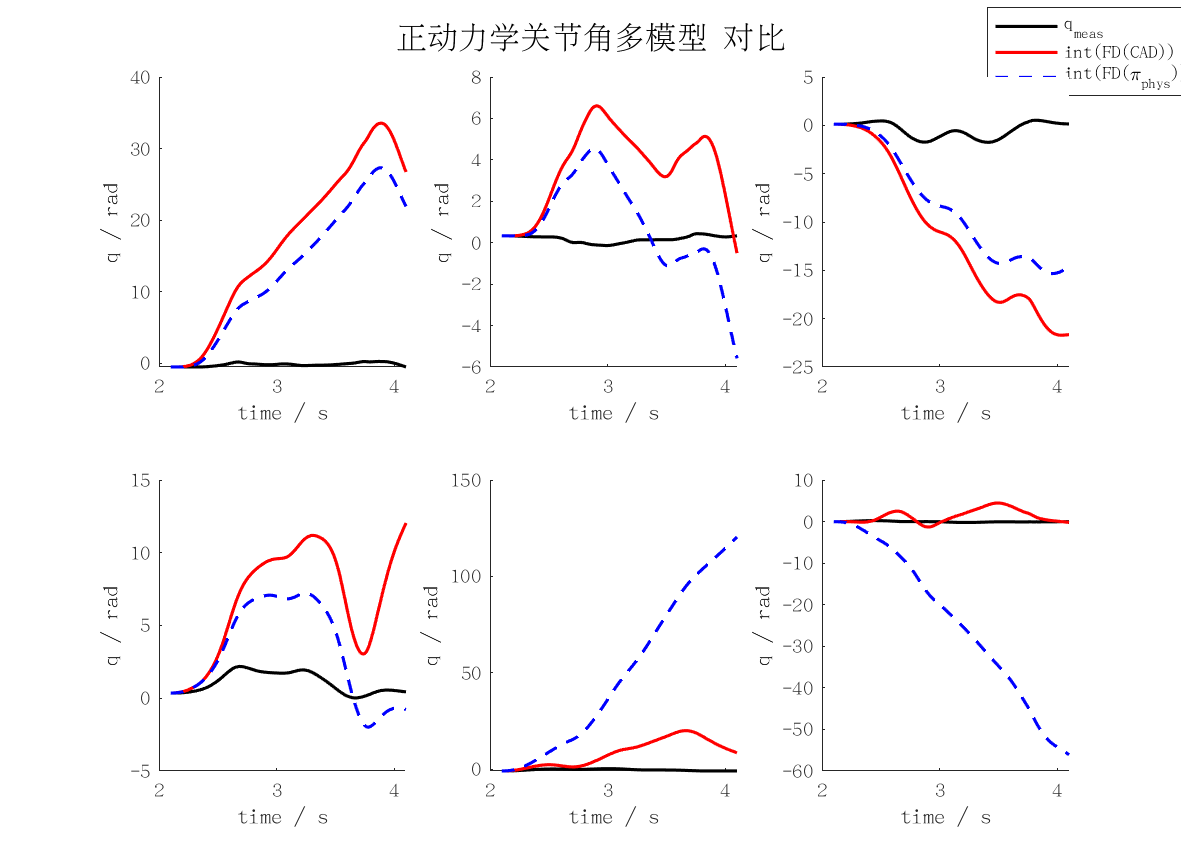 正动力学关节角多模型 对比
q_meas
int(FD(CAD))
int(FD(π_phys)
40
30
20
10
0
2 3 4
q / rad
time / s
8
6
4
2
0
-2
-4
-6
2 3 4
q / rad
time / s
5
0
-5
-10
-15
-20
-25
2 3 4
q / rad
time / s
15
10
5
0
-5
2 3 4
q / rad
time / s
150
100
50
0
2 3 4
q / rad
time / s
10
0
-10
-20
-30
-40
-50
-60
2 3 4
q / rad
time / s